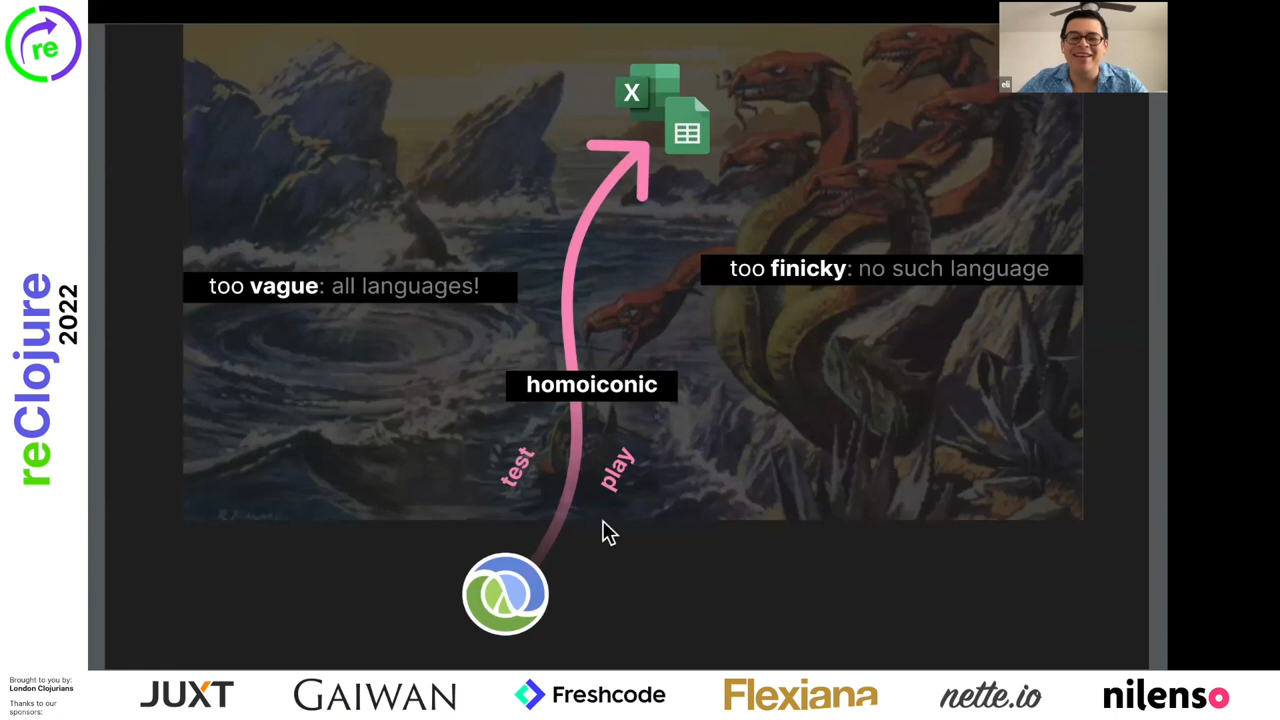 re
reClojure
2022
X
eli
too vague: all languages!
too finicky: no such language
homoiconic
test
play
Brought to you by:
London Clojurians
Thanks to our
sponsors:
JUXT
GAIWAN
Freshcode
Flexiana
nette.io
nilenso